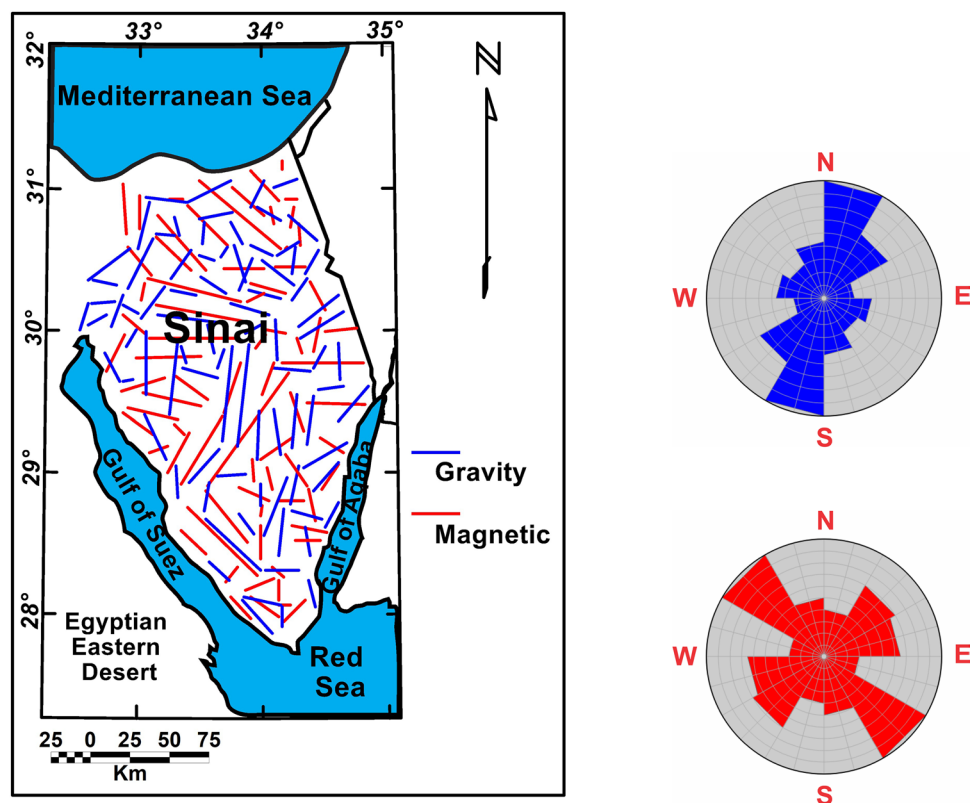 33°
34°
35°
32°
31°
30°
29°
28°
Mediterranean Sea
N
Sinai
Gulf of Suez
Gulf of Aqaba
Egyptian
Eastern
Desert
Red
Sea
25 0 25 50 75
Km
Gravity
Magnetic
N
W
E
S
N
W
E
S